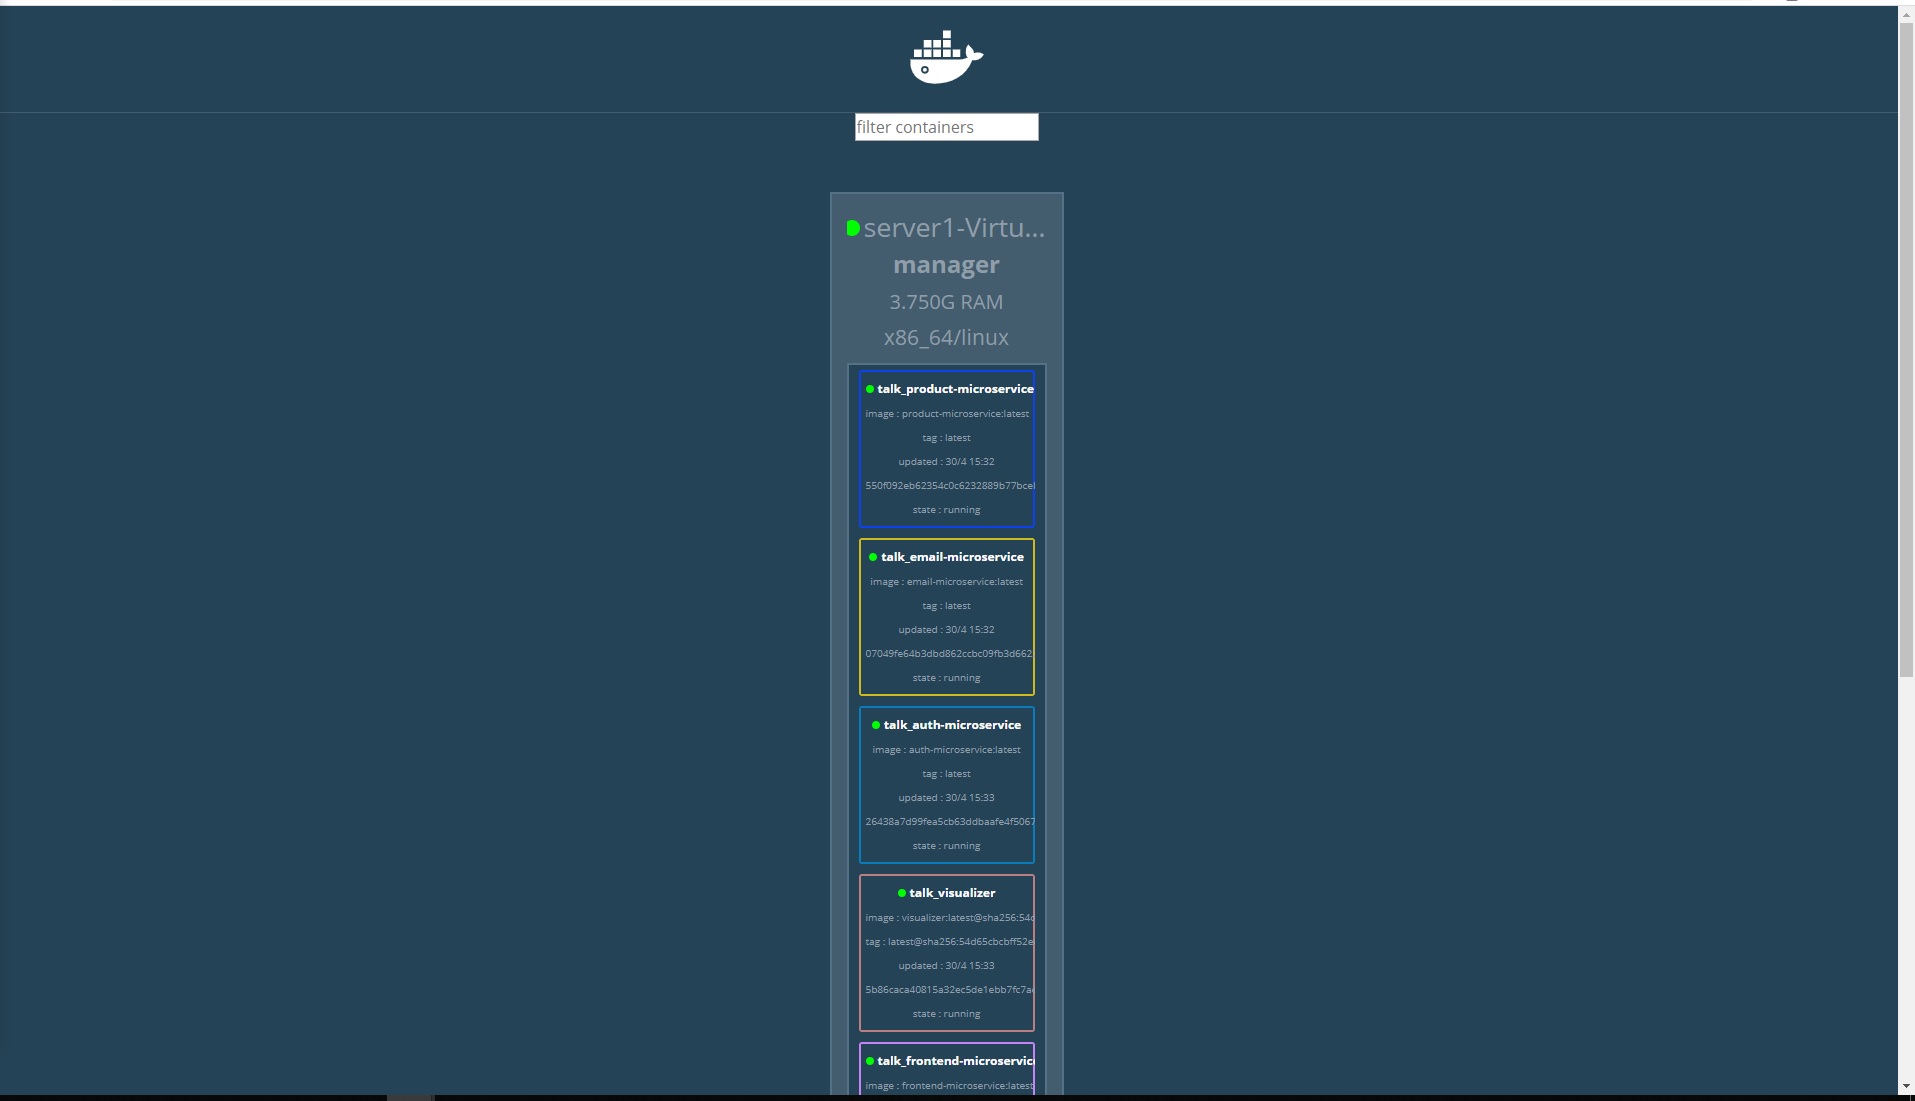 filter containers
server1-Virtu...
manager
3.750G RAM
x86_64/linux
talk_product-microservice
image : product-microservice:latest
tag : latest
updated : 30/4 15:32
550f092eb62354c0c6232889b77bce
state : running
talk_email-microservice
image : email-microservice:latest
tag : latest
updated : 30/4 15:32
07049fe64b3dbd862ccbc09fb3d662
state : running
talk_auth-microservice
image : auth-microservice:latest
tag : latest
updated : 30/4 15:33
26438a7d99fea5cb63ddbaafe4f5067
state : running
talk_visualizer
image : visualizer:latest@sha256:54
tag : latest@sha256:54d65cbcbff52e
updated : 30/4 15:33
5b86caca40815a32ec5de1ebb7fc7a
state : running
talk_frontend-microservic
image : frontend-microservice:latest